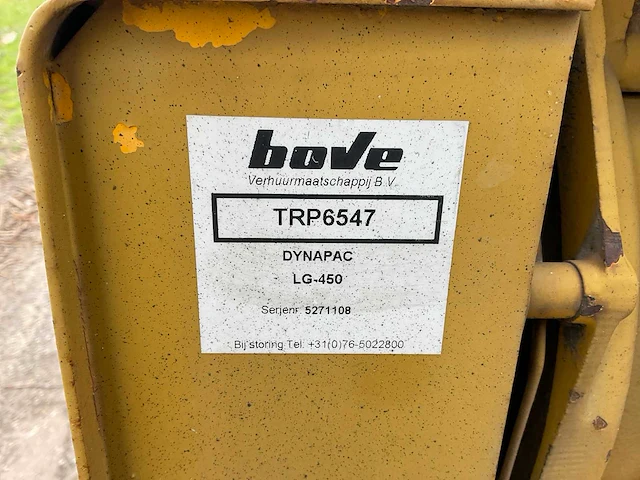 bove
Verhuurmaatschappij B.V.
TRP6547
DYNAPAC
LG-450
Serienr. 5271108
Bij storing Tel: +31(0)76-5022800